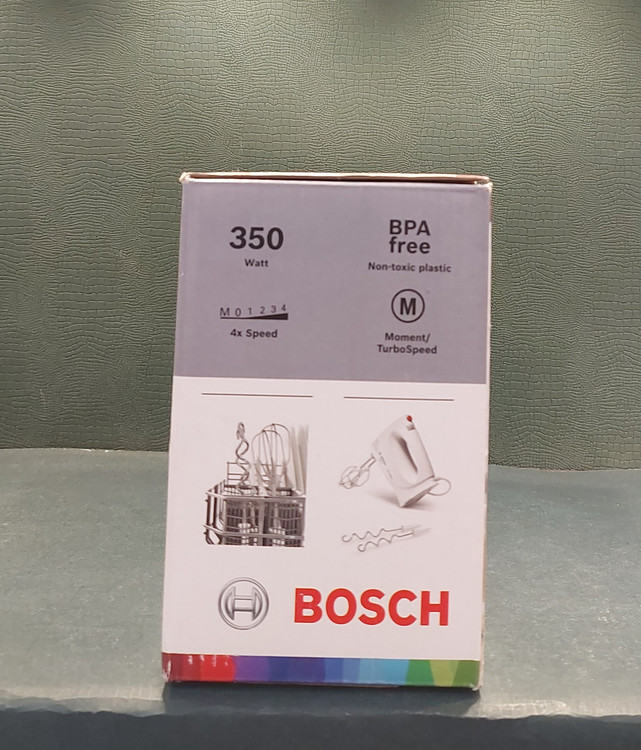 350
Watt
BPA
free
Non-toxic plastic
M 0 1 2 3 4
4x Speed
M
Moment/
TurboSpeed
BOSCH